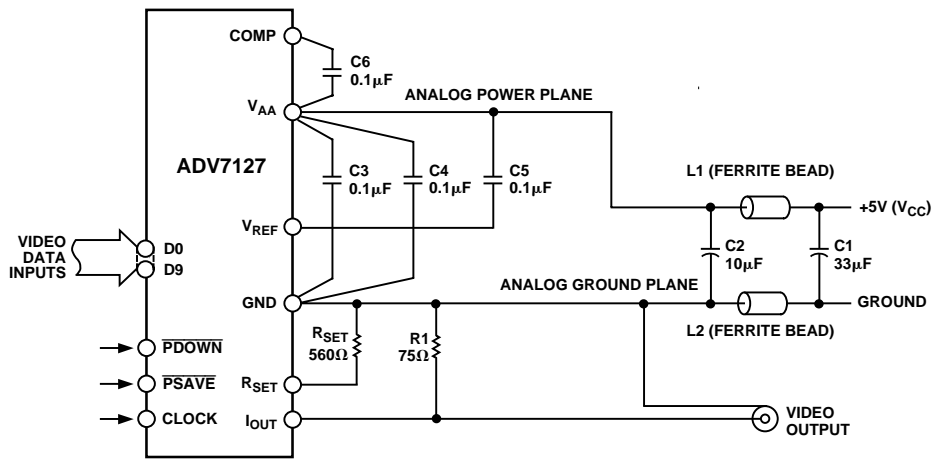 COMP
C6
0.1µF
ANALOG POWER PLANE
VAA
ADV7127
C3
0.1µF
C4
0.1µF
C5
0.1µF
L1 (FERRITE BEAD)
+5V (VCC)
VREF
VIDEO
DATA
INPUTS
D0
D9
C2
10µF
C1
33µF
GND
ANALOG GROUND PLANE
GROUND
L2 (FERRITE BEAD)
RSET
560Ω
R1
75Ω
PDOWN
PSAVE
RSET
CLOCK
IOUT
VIDEO
OUTPUT